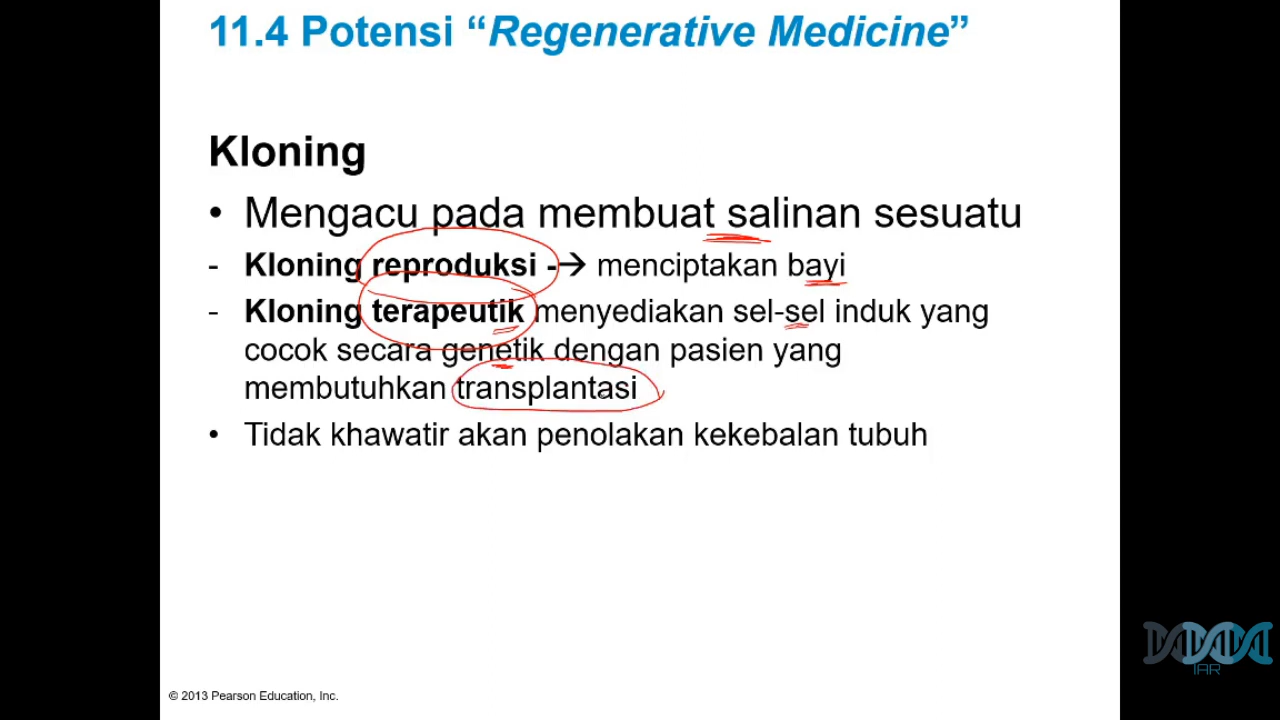 11.4 Potensi “Regenerative Medicine”
Kloning
• Mengacu pada membuat salinan sesuatu
- Kloning reproduksi -→ menciptakan bayi
- Kloning terapeutik menyediakan sel-sel induk yang
cocok secara genetik dengan pasien yang
membutuhkan transplantasi
• Tidak khawatir akan penolakan kekebalan tubuh
© 2013 Pearson Education, Inc.
IAR